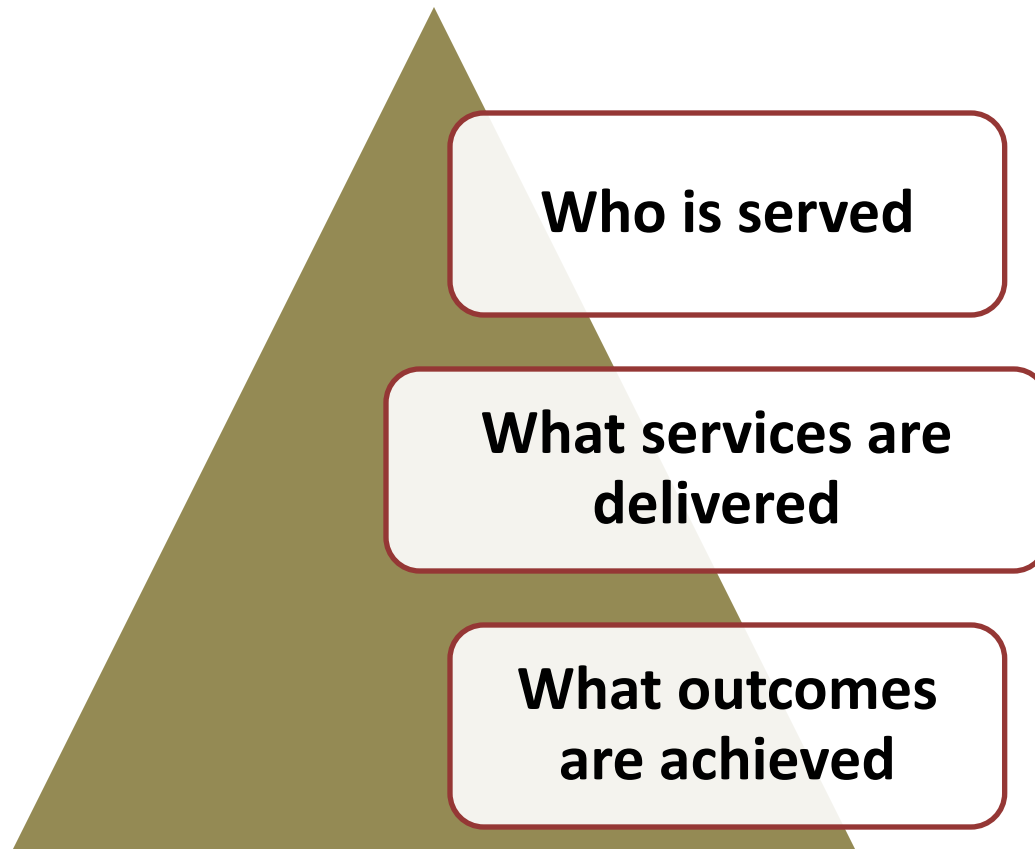 Who is served
What services are
delivered
What outcomes
are achieved